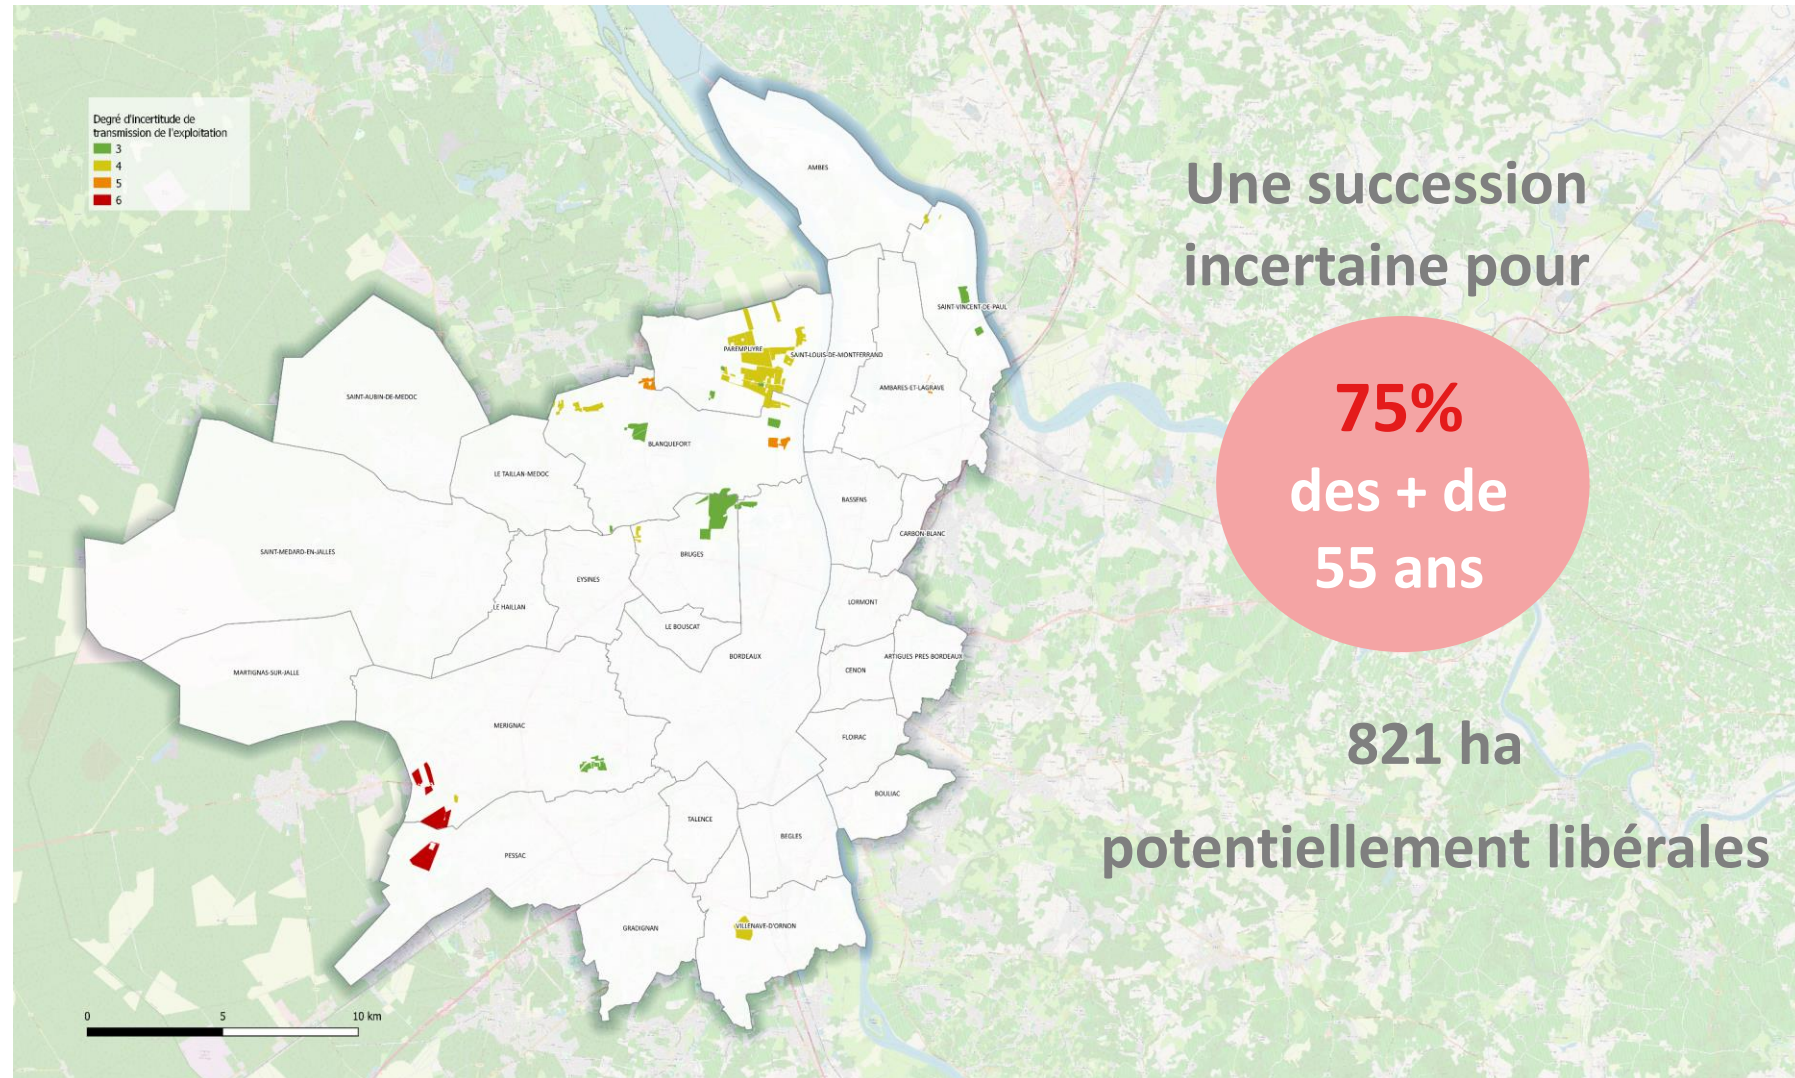 Degré d'incertitude de
transmission de l'exploitation
3
4
5
6
Une succession
incertaine pour
75%
des + de
55 ans
821 ha
potentiellement libérales
AMBES
SAINT-VINCENT-DE-PAUL
PAREMPUYRE
SAINT-LOUIS-DE-MONTFERRAND
AMBARES-ET-LAGRAVE
SAINT-AUBIN-DE-MEDOC
BLANQUEFORT
LE TAILLAN-MEDOC
BASSENS
CARBON-BLANC
SAINT-MEDARD-EN-JALLES
BRUGES
EYSINES
LE HAILLAN
LORMONT
LE BOUSCAT
BORDEAUX
ARTIGUES-PRES-BORDEAUX
CENON
MARTIGNAS-SUR-JALLE
MERIGNAC
FLOIRAC
BOULIAC
TALENCE
BEGLES
PESSAC
GRADIGNAN
VILLENAVE-D'ORNON
0 5 10 km